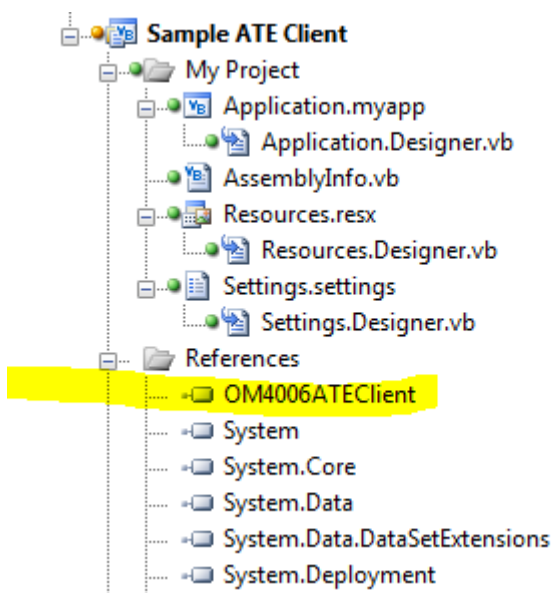 Sample ATE Client
My Project
Application.myapp
Application.Designer.vb
AssemblyInfo.vb
Resources.resx
Resources.Designer.vb
Settings.settings
Settings.Designer.vb
References
OM4006ATEClient
System
System.Core
System.Data
System.Data.DataSetExtensions
System.Deployment